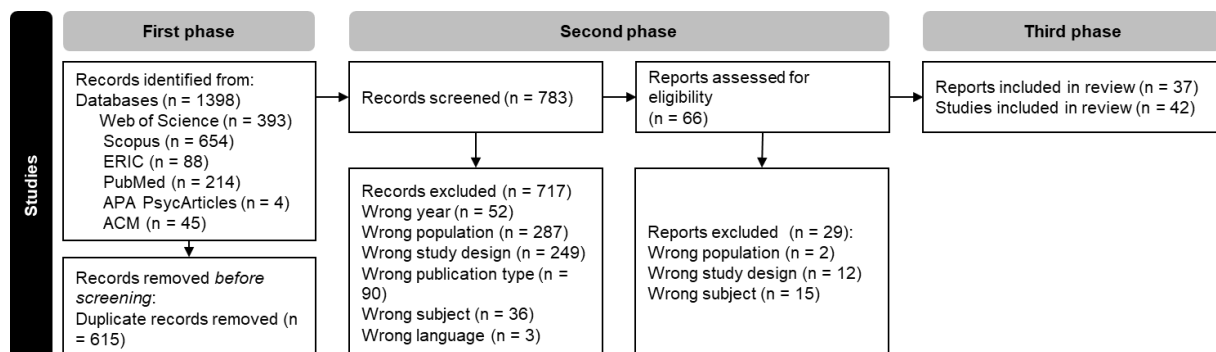 First phase
Second phase
Third phase
Studies
Records identified from:
Databases (n = 1398)
Web of Science (n = 393)
Scopus (n = 654)
ERIC (n = 88)
PubMed (n = 214)
APA PsycArticles (n = 4)
ACM (n = 45)
Records removed before
screening:
Duplicate records removed (n
= 615)
Records screened (n = 783)
Records excluded (n = 717)
Wrong year (n = 52)
Wrong population (n = 287)
Wrong study design (n = 249)
Wrong publication type (n =
90)
Wrong subject (n = 36)
Wrong language (n = 3)
Reports assessed for
eligibility
(n = 66)
Reports excluded (n = 29):
Wrong population (n = 2)
Wrong study design (n = 12)
Wrong subject (n = 15)
Reports included in review (n = 37)
Studies included in review (n = 42)